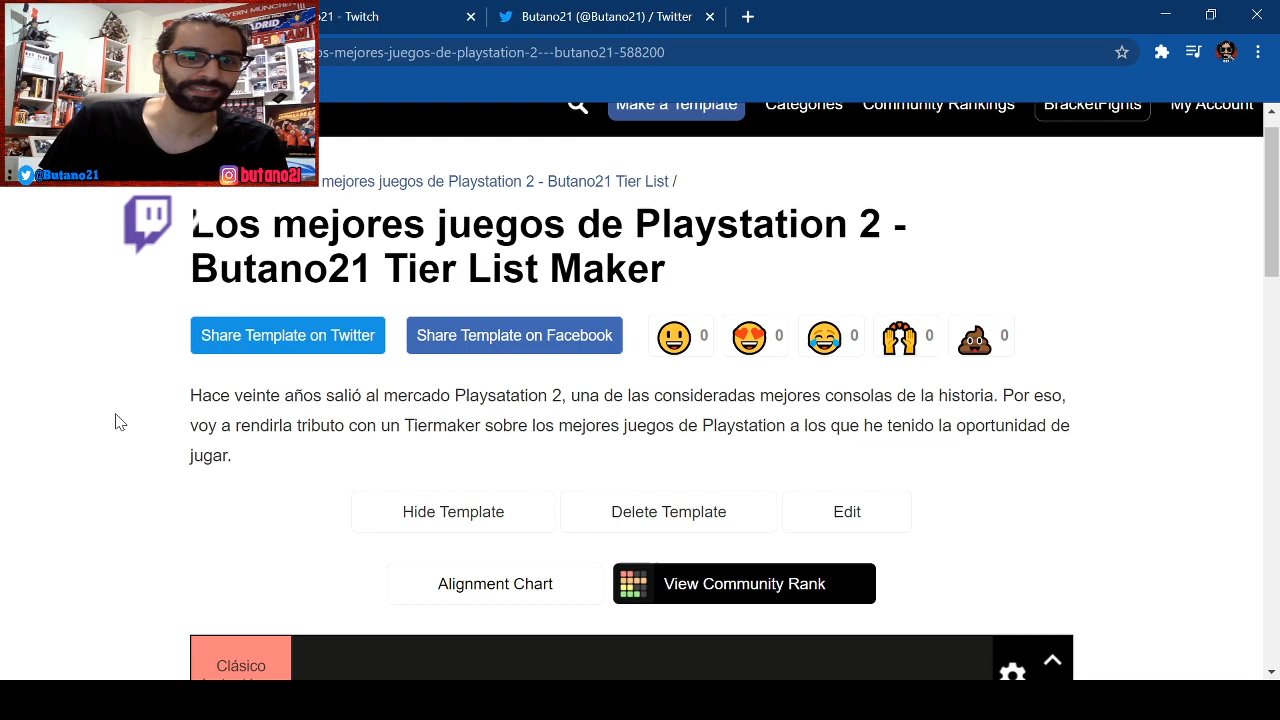 o21 - Twitch
Butano21 (@Butano21) / Twitter
os-mejores-juegos-de-playstation-2---butano21-588200
Make a Template
Categories
Community Rankings
BracketFights
My Account
@Butano21
butano21
mejores juegos de Playstation 2 - Butano21 Tier List /
Los mejores juegos de Playstation 2 -
Butano21 Tier List Maker
Share Template on Twitter
Share Template on Facebook
0
0
0
0
0
Hace veinte años salió al mercado Playsatation 2, una de las consideradas mejores consolas de la historia. Por eso,
voy a rendirla tributo con un Tiermaker sobre los mejores juegos de Playstation a los que he tenido la oportunidad de
jugar.
Hide Template
Delete Template
Edit
Alignment Chart
View Community Rank
Clásico